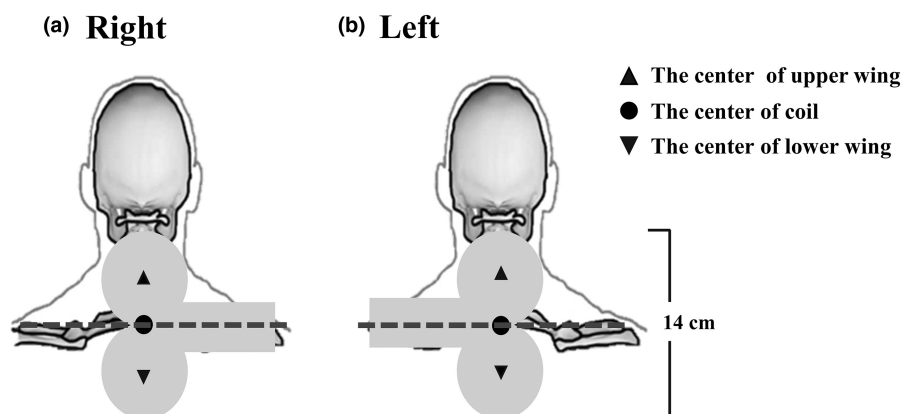 (a) Right
(b) Left
▲ The center of upper wing
● The center of coil
▼ The center of lower wing
14 cm